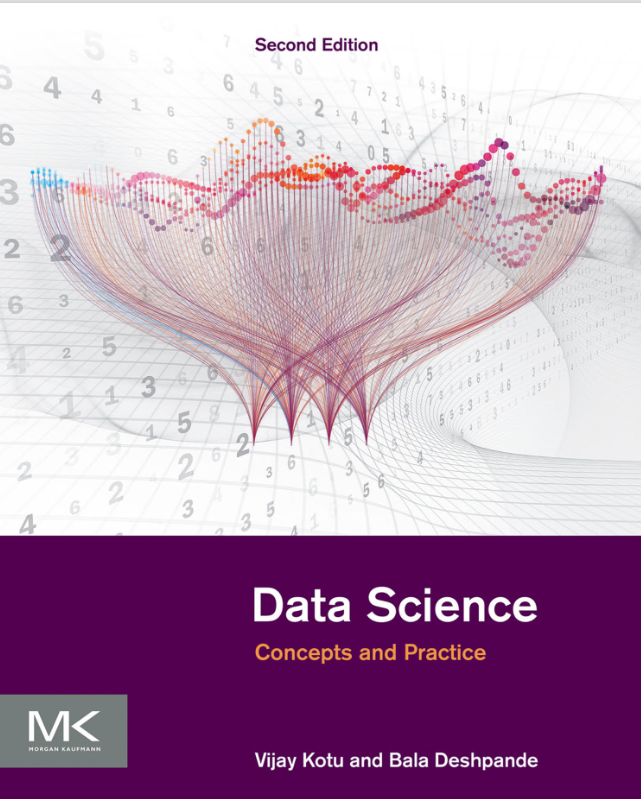 Second Edition
Data Science
Concepts and Practice
MK
MORGAN KAUFMANN
Vijay Kotu and Bala Deshpande